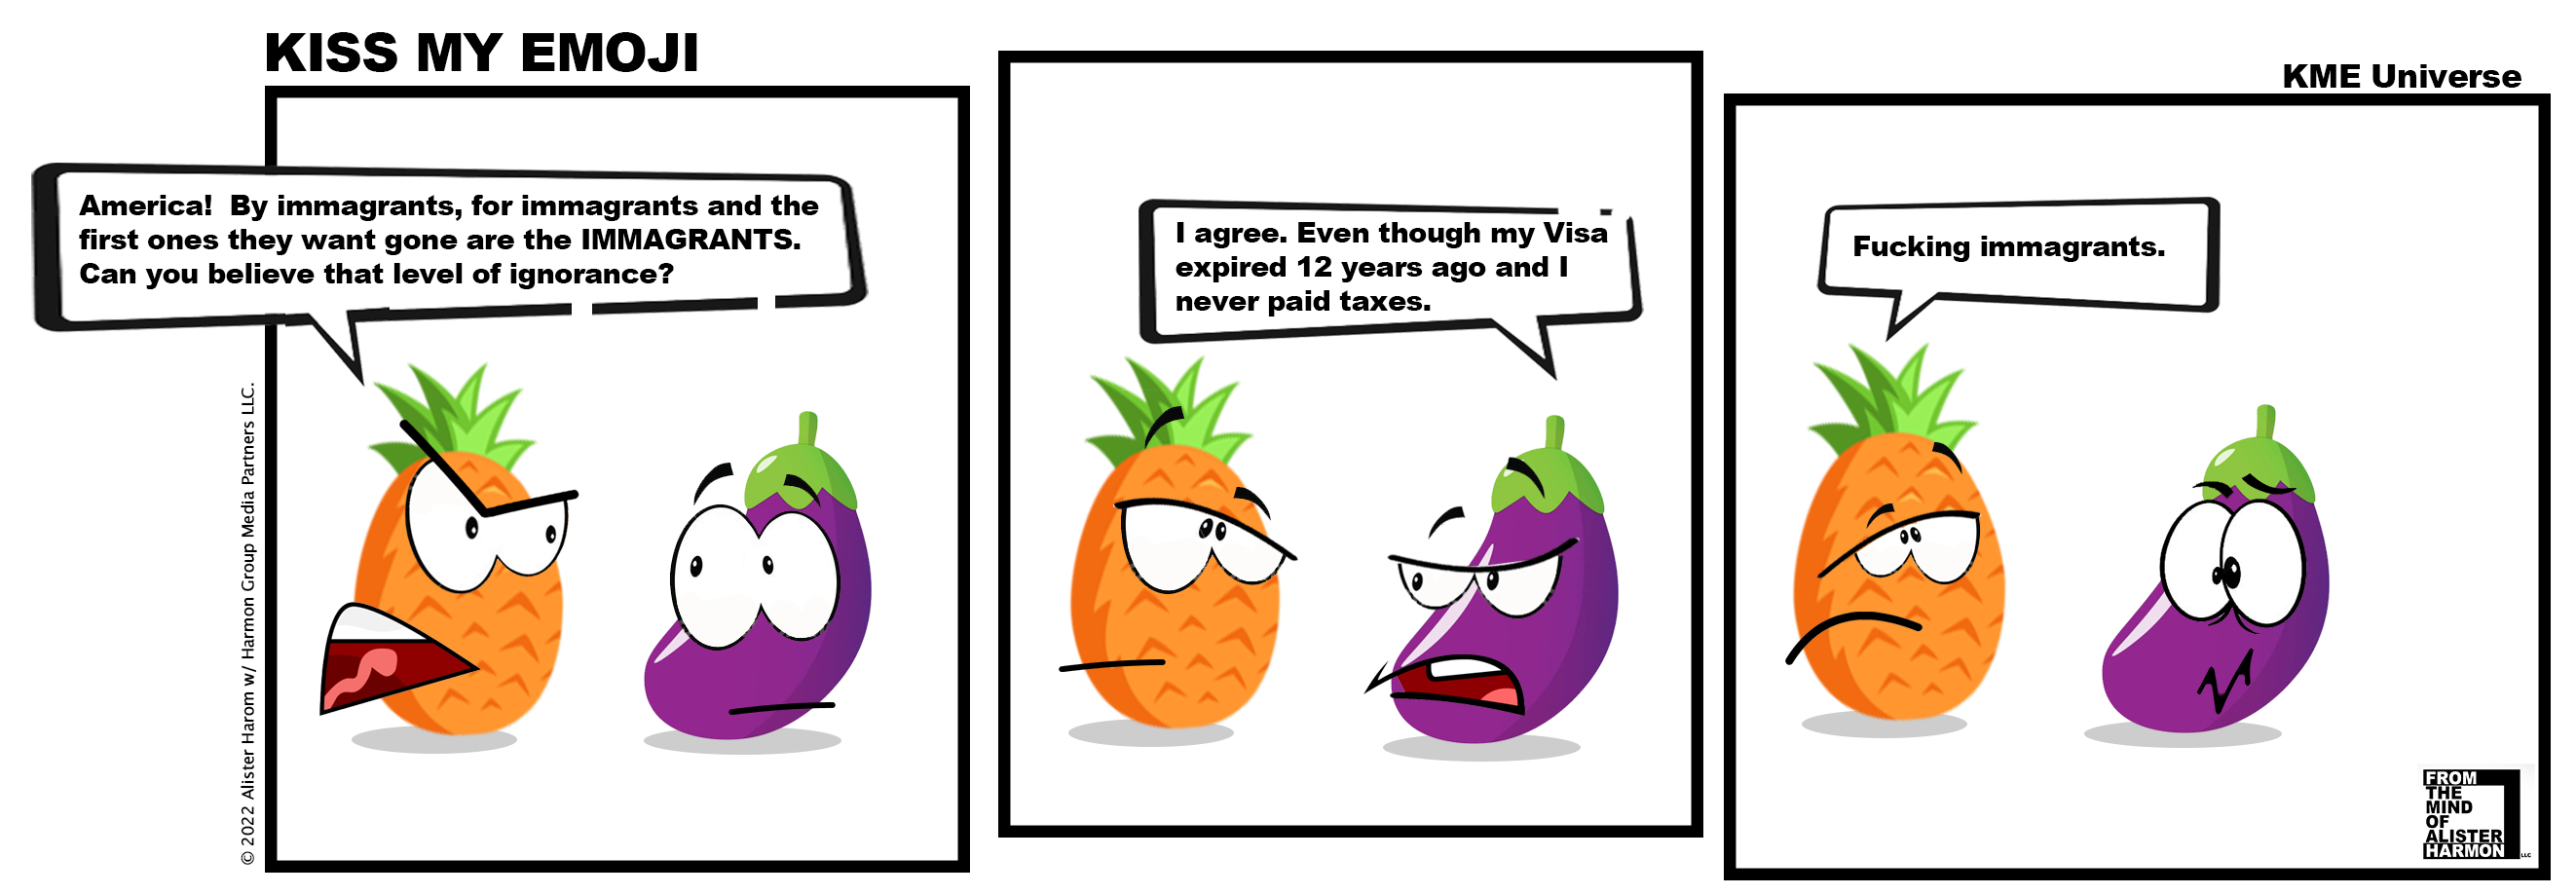 KISS MY EMOJI
KME Universe
America!  By immagrants, for immagrants and the
first ones they want gone are the IMMAGRANTS.
Can you believe that level of ignorance?
I agree. Even though my Visa
expired 12 years ago and I
never paid taxes.
Fucking immagrants.
© 2022 Alister Harom w/ Harmon Group Media Partners LLC.
FROM
THE
MIND
OF
ALISTER
HARMON
LLC